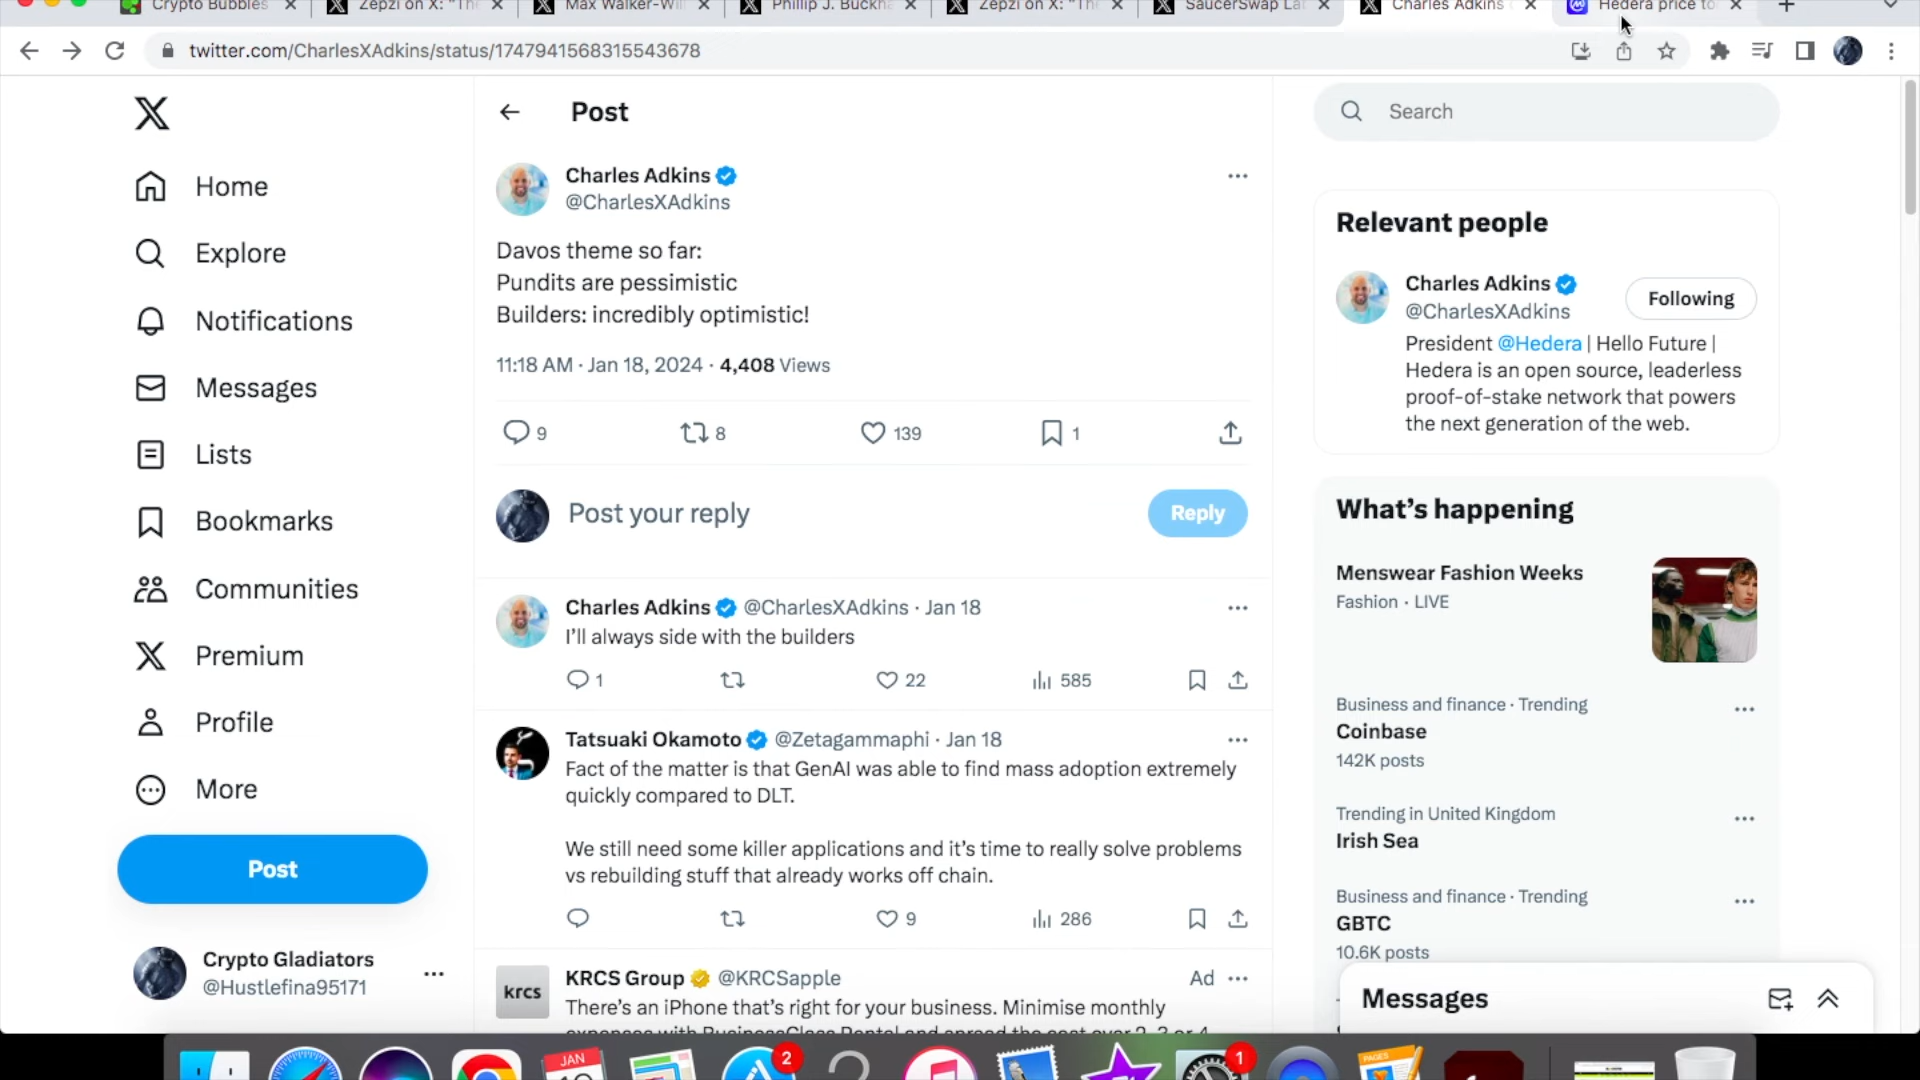 Crypto Bubbles
Zepzi on X: "The
Max Walker-Wil
Phillip J. Buckha
Zepzi on X: "The
SaucerSwap Lab
Charles Adkins
Hedera price to
twitter.com/CharlesXAdkins/status/1747941568315543678
Home
Explore
Notifications
Messages
Lists
Bookmarks
Communities
Premium
Profile
More
Post
Crypto Gladiators
@Hustlefina95171
Post
Charles Adkins
@CharlesXAdkins
Davos theme so far:
Pundits are pessimistic
Builders: incredibly optimistic!
11:18 AM · Jan 18, 2024 · 4,408 Views
9
8
139
1
Post your reply
Reply
Charles Adkins @CharlesXAdkins · Jan 18
I'll always side with the builders
1
22
585
Tatsuaki Okamoto @Zetagammaphi · Jan 18
Fact of the matter is that GenAI was able to find mass adoption extremely
quickly compared to DLT.
We still need some killer applications and it's time to really solve problems
vs rebuilding stuff that already works off chain.
9
286
krcs
KRCS Group @KRCSapple
Ad
There's an iPhone that's right for your business. Minimise monthly
Search
Relevant people
Charles Adkins
@CharlesXAdkins
Following
President @Hedera | Hello Future |
Hedera is an open source, leaderless
proof-of-stake network that powers
the next generation of the web.
What's happening
Menswear Fashion Weeks
Fashion · LIVE
Business and finance · Trending
Coinbase
142K posts
Trending in United Kingdom
Irish Sea
Business and finance · Trending
GBTC
10.6K posts
Messages
JAN
2
1
PAGES